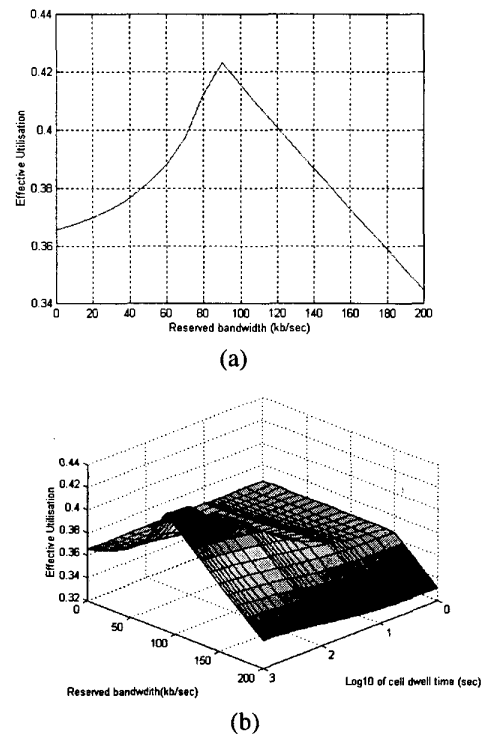 0.44
0.42
0.4
0.38
0.36
0.34
Effective Utilisation
0 20 40 60 80 100 120 140 160 180 200
Reserved bandwidth (kb/sec)
(a)
0.44
0.42
0.4
0.38
0.36
0.34
0.32
Effective Utilisation
0
50
100
150
200
3
2
1
0
Reserved bandwdith(kb/sec)
Log10 of cell dwell time (sec)
(b)